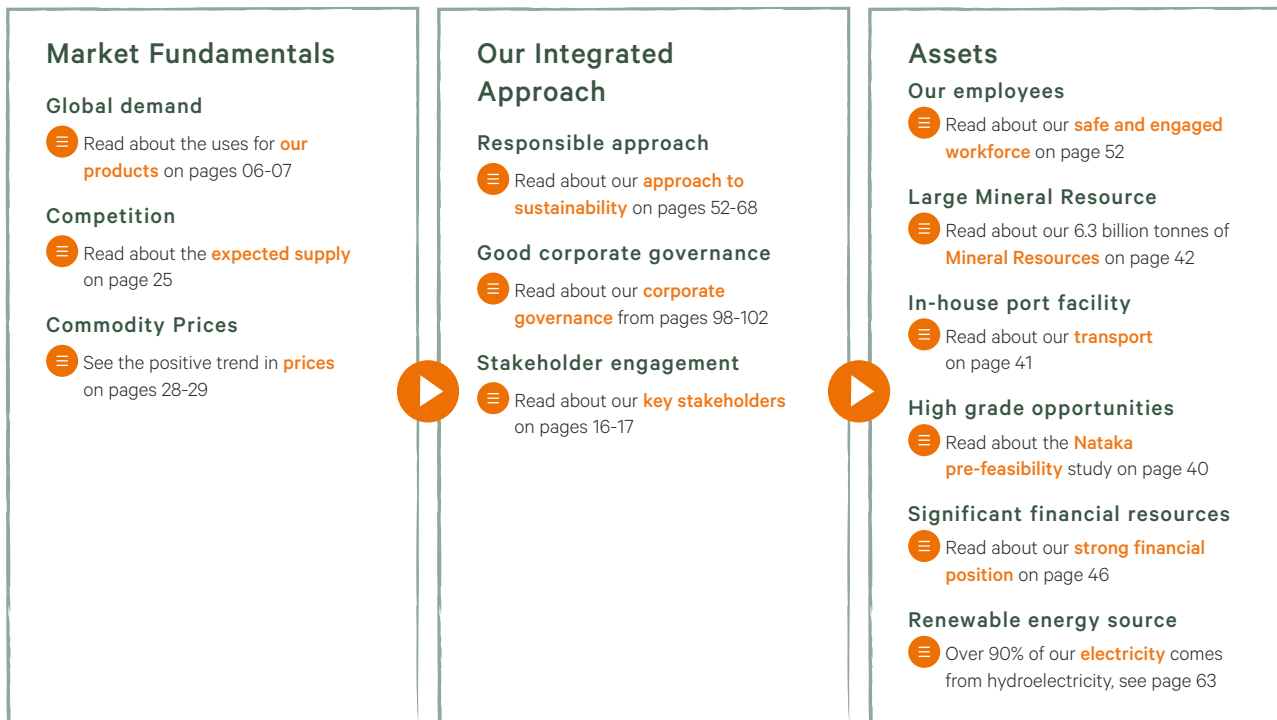 Market Fundamentals
Global demand
Read about the uses for our
products on pages 06-07
Competition
Read about the expected supply
on page 25
Commodity Prices
See the positive trend in prices
on pages 28-29
Our Integrated
Approach
Responsible approach
Read about our approach to
sustainability on pages 52-68
Good corporate governance
Read about our corporate
governance from pages 98-102
Stakeholder engagement
Read about our key stakeholders
on pages 16-17
Assets
Our employees
Read about our safe and engaged
workforce on page 52
Large Mineral Resource
Read about our 6.3 billion tonnes of
Mineral Resources on page 42
In-house port facility
Read about our transport
on page 41
High grade opportunities
Read about the Nataka
pre-feasibility study on page 40
Significant financial resources
Read about our strong financial
position on page 46
Renewable energy source
Over 90% of our electricity comes
from hydroelectricity, see page 63